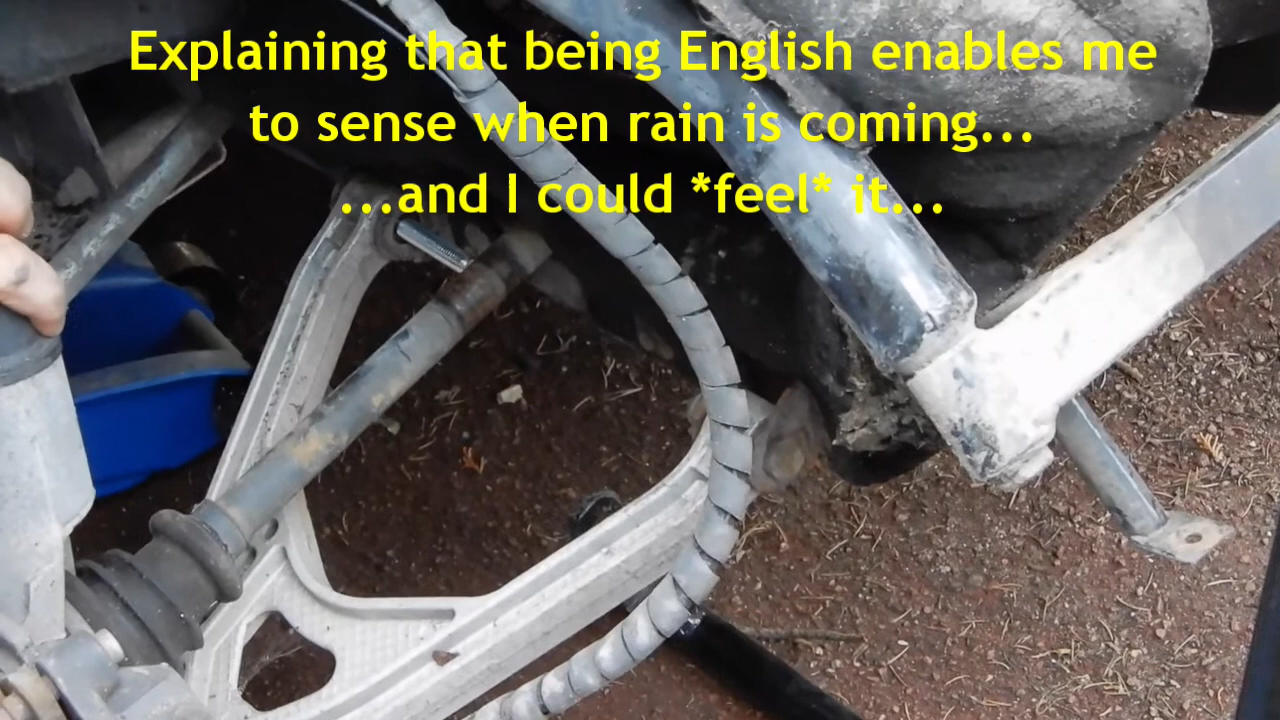 Explaining that being English enables me
to sense when rain is coming...
...and I could *feel* it...